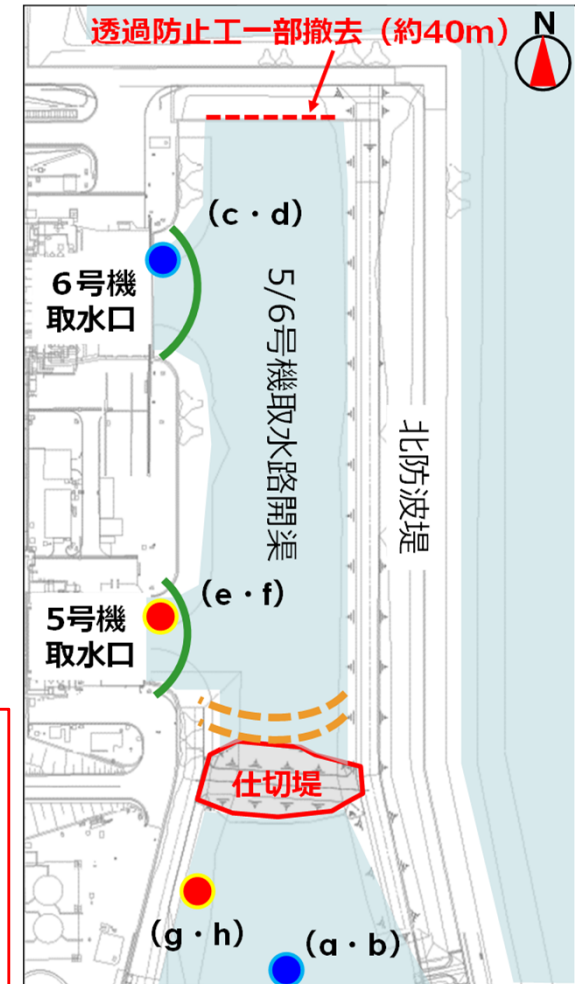 透過防止工一部撤去（約40m）
N
（c・d）
６号機
取水口
5/6号機取水路開渠
北防波堤
（e・f）
5号機
取水口
仕切堤
（g・h）
（a・b）